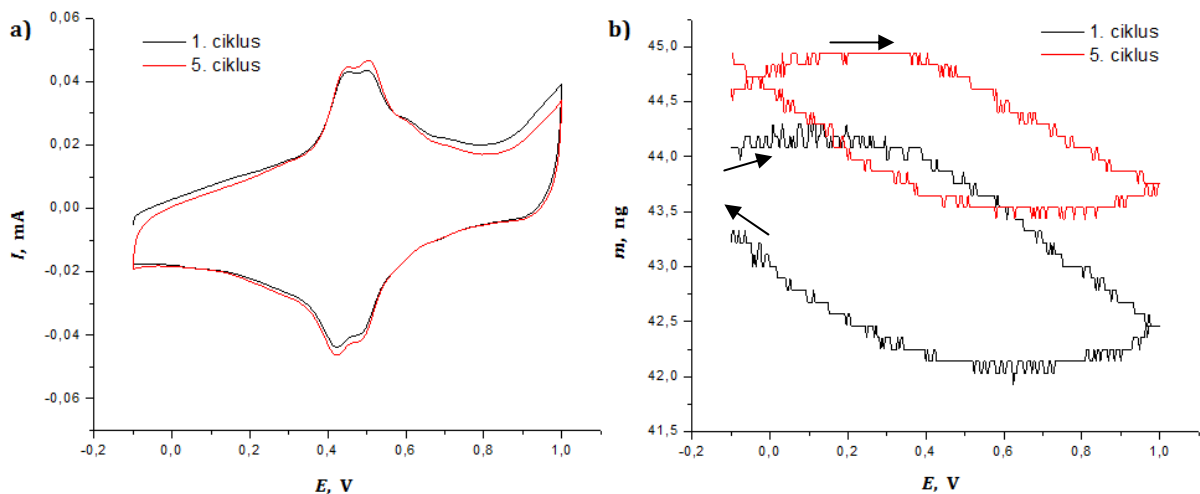 a)
1. ciklus
5. ciklus
I, mA
0,06
0,04
0,02
0,00
-0,02
-0,04
-0,06
-0,2 0,0 0,2 0,4 0,6 0,8 1,0
E, V
b)
1. ciklus
5. ciklus
m, ng
45,0
44,5
44,0
43,5
43,0
42,5
42,0
41,5
-0,2 0,0 0,2 0,4 0,6 0,8 1,0
E, V